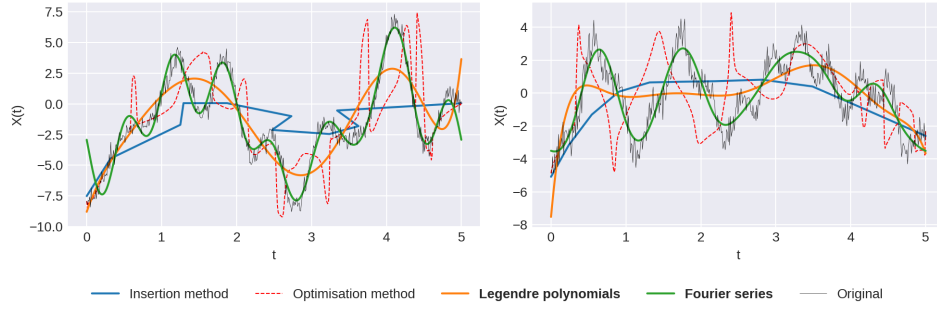 7.5
5.0
2.5
0.0
−2.5
−5.0
−7.5
−10.0
X(t)
0 1 2 3 4 5
t
4
2
0
−2
−4
−6
−8
X(t)
0 1 2 3 4 5
t
Insertion method Optimisation method Legendre polynomials Fourier series Original